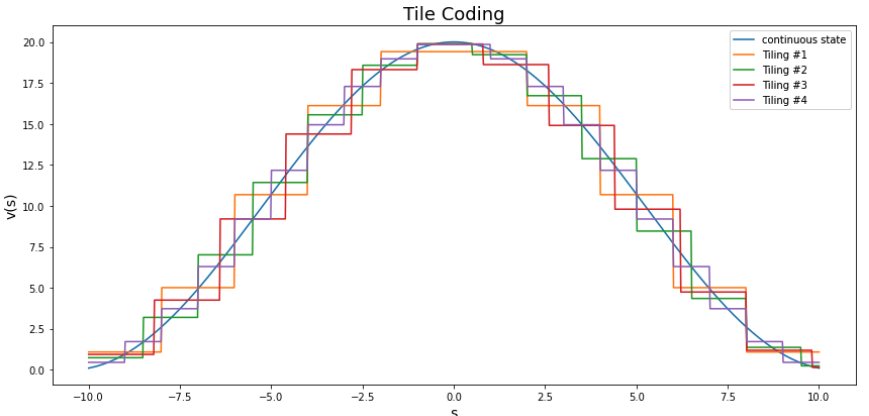 Tile Coding
continuous state
Tiling #1
Tiling #2
Tiling #3
Tiling #4
v(s)
20.0
17.5
15.0
12.5
10.0
7.5
5.0
2.5
0.0
−10.0 −7.5 −5.0 −2.5 0.0 2.5 5.0 7.5 10.0
s